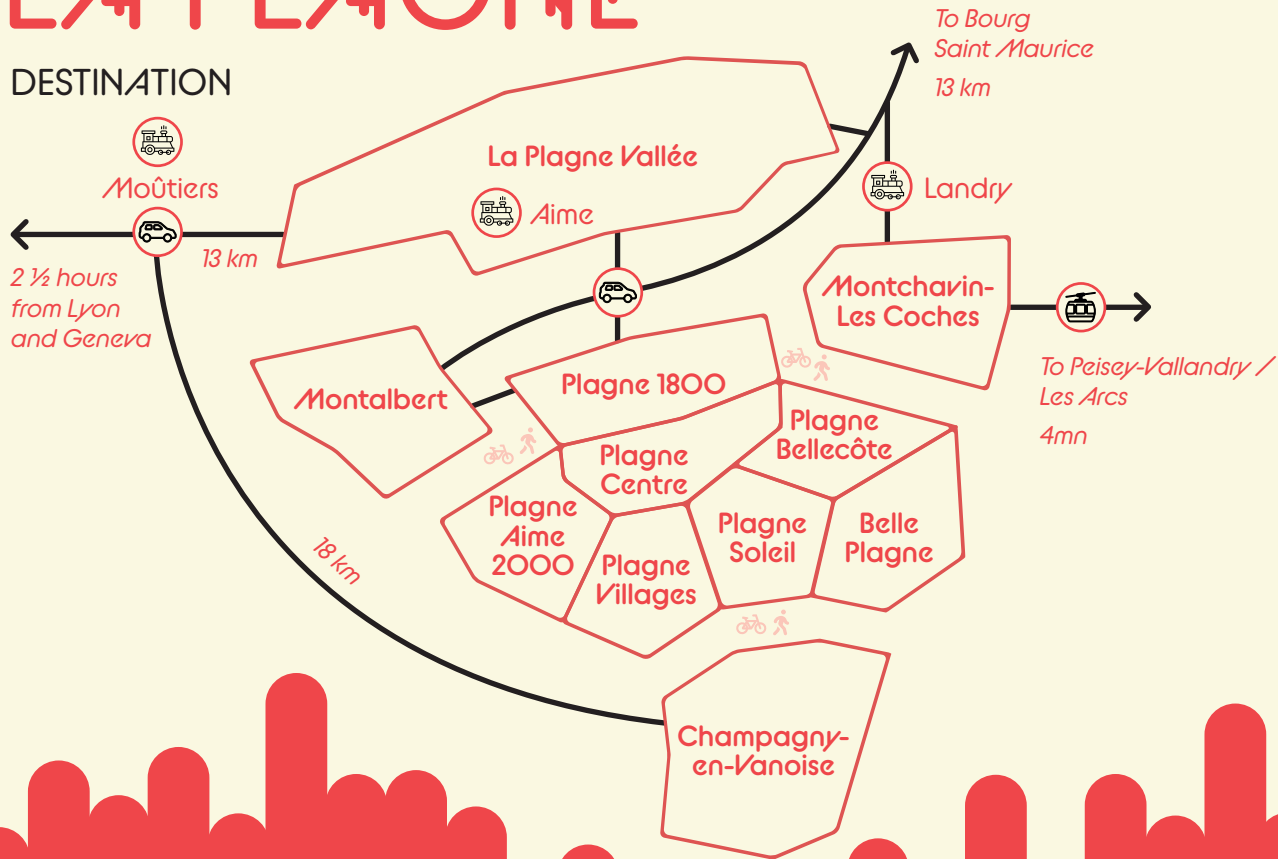 LA PLAGNE
DESTINATION
To Bourg
Saint Maurice
13 km
La Plagne Vallée
Moûtiers
Aime
Landry
13 km
2 ½ hours
from Lyon
and Geneva
Montchavin-
Les Coches
To Peisey-Vallandry /
Les Arcs
4mn
Montalbert
Plagne 1800
Plagne
Bellecôte
Plagne
Centre
Plagne
Aime
2000
Plagne
Villages
Plagne
Soleil
Belle
Plagne
18 km
Champagny-
en-Vanoise